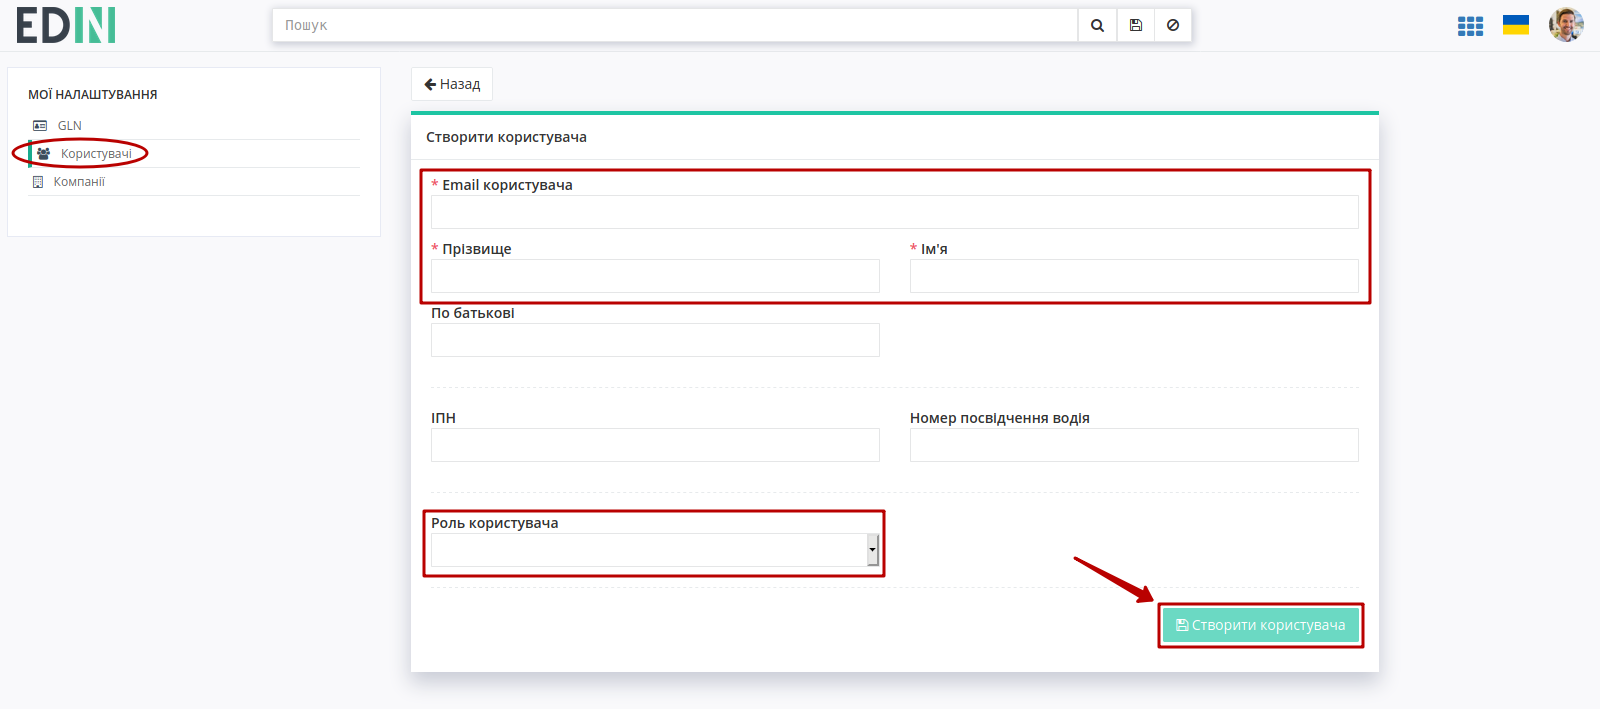 EDIN
Пошук
МОЇ НАЛАШТУВАННЯ
GLN
Користувачі
Компанії
Назад
Створити користувача
* Email користувача
* Прізвище
* Ім'я
По батькові
ІПН
Номер посвідчення водія
Роль користувача
Створити користувача